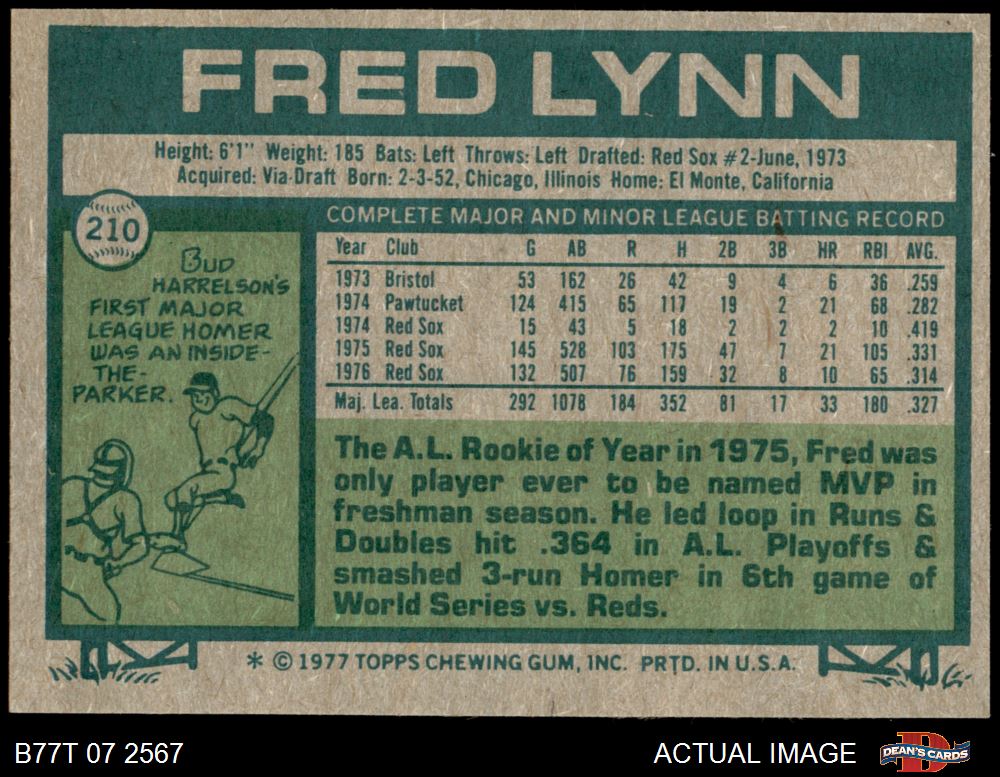 FRED LYNN
Height: 6'1" Weight: 185 Bats: Left Throws: Left Drafted: Red Sox #2-June, 1973
Acquired: Via-Draft Born: 2-3-52, Chicago, Illinois Home: El Monte, California
210
BUD
HARRELSON'S
FIRST MAJOR
LEAGUE HOMER
WAS AN INSIDE-
THE-
PARKER.
COMPLETE MAJOR AND MINOR LEAGUE BATTING RECORD
Year Club G AB R H 2B 3B HR RBI AVG.
1973 Bristol 53 162 26 42 9 4 6 36 .259
1974 Pawtucket 124 415 65 117 19 2 21 68 .282
1974 Red Sox 15 43 5 18 2 2 2 10 .419
1975 Red Sox 145 528 103 175 47 7 21 105 .331
1976 Red Sox 132 507 76 159 32 8 10 65 .314
Maj. Lea. Totals 292 1078 184 352 81 17 33 180 .327
The A.L. Rookie of Year in 1975, Fred was
only player ever to be named MVP in
freshman season. He led loop in Runs &
Doubles hit .364 in A.L. Playoffs &
smashed 3-run Homer in 6th game of
World Series vs. Reds.
* © 1977 TOPPS CHEWING GUM, INC. PRTD. IN U.S.A.
B77T 07 2567
ACTUAL IMAGE
D
DEAN'S CARDS